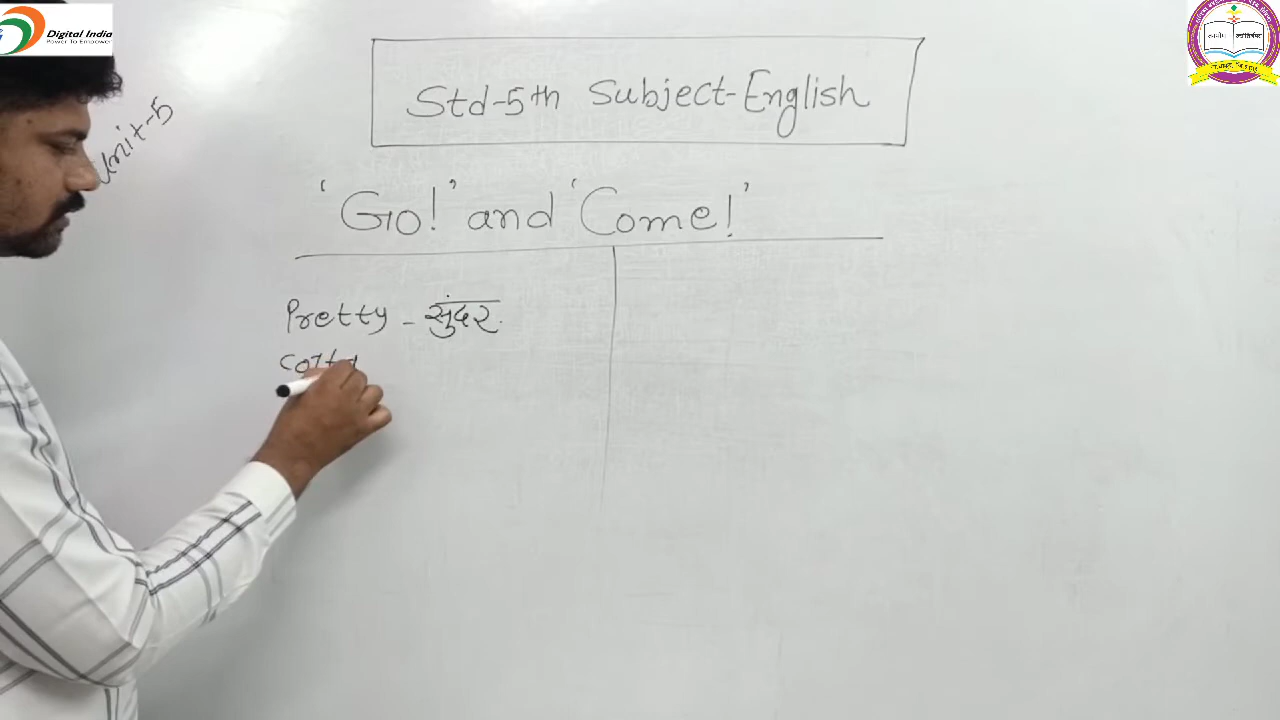 Digital India
Power To Empower
Unit-5
Std-5th Subject-English
'Go!' and 'Come!'
Pretty - सुंदर.